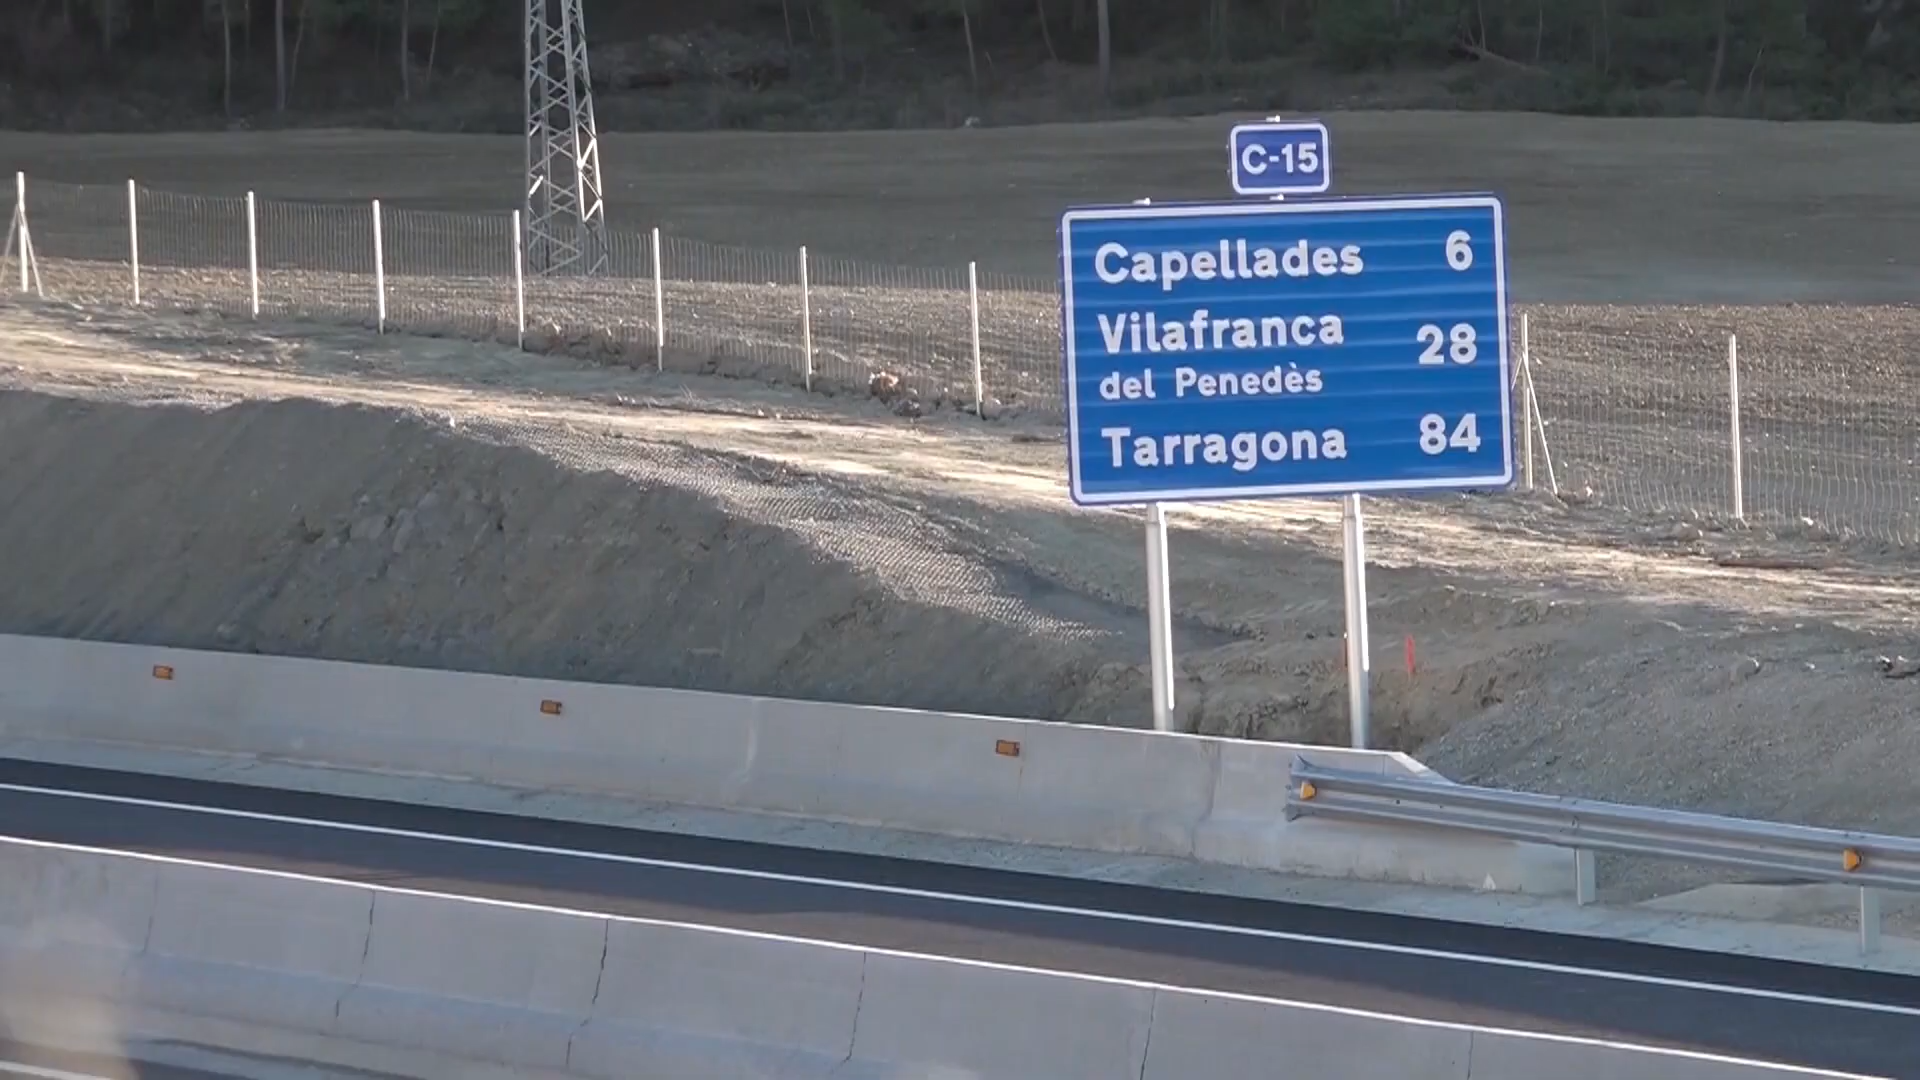 C-15
Capellades 6
Vilafranca 28
del Penedès
Tarragona 84